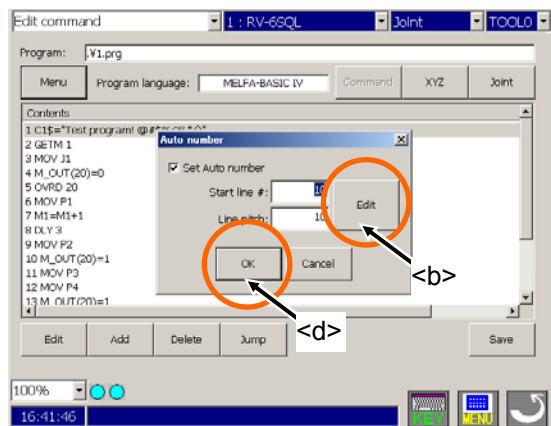 Edit command 1 : RV-6SQL Joint TOOL0
Program: .¥1.prg
Menu Program language: MELFA-BASIC IV Command XYZ Joint
Contents
1 C1$="Test program!
2 GETM 1
3 MOV J1
4 M_OUT(20)=0
5 OVRD 20
6 MOV P1
7 M1=M1+1
8 DLY 3
9 MOV P2
10 M_OUT(20)=1
11 MOV P3
12 MOV P4
13 M_OUT(20)=1
Auto number
Set Auto number
Start line #: 10
Line pitch: 10
Edit
OK Cancel
<b>
<d>
Edit Add Delete Jump Save
100%
16:41:46
KEY MENU